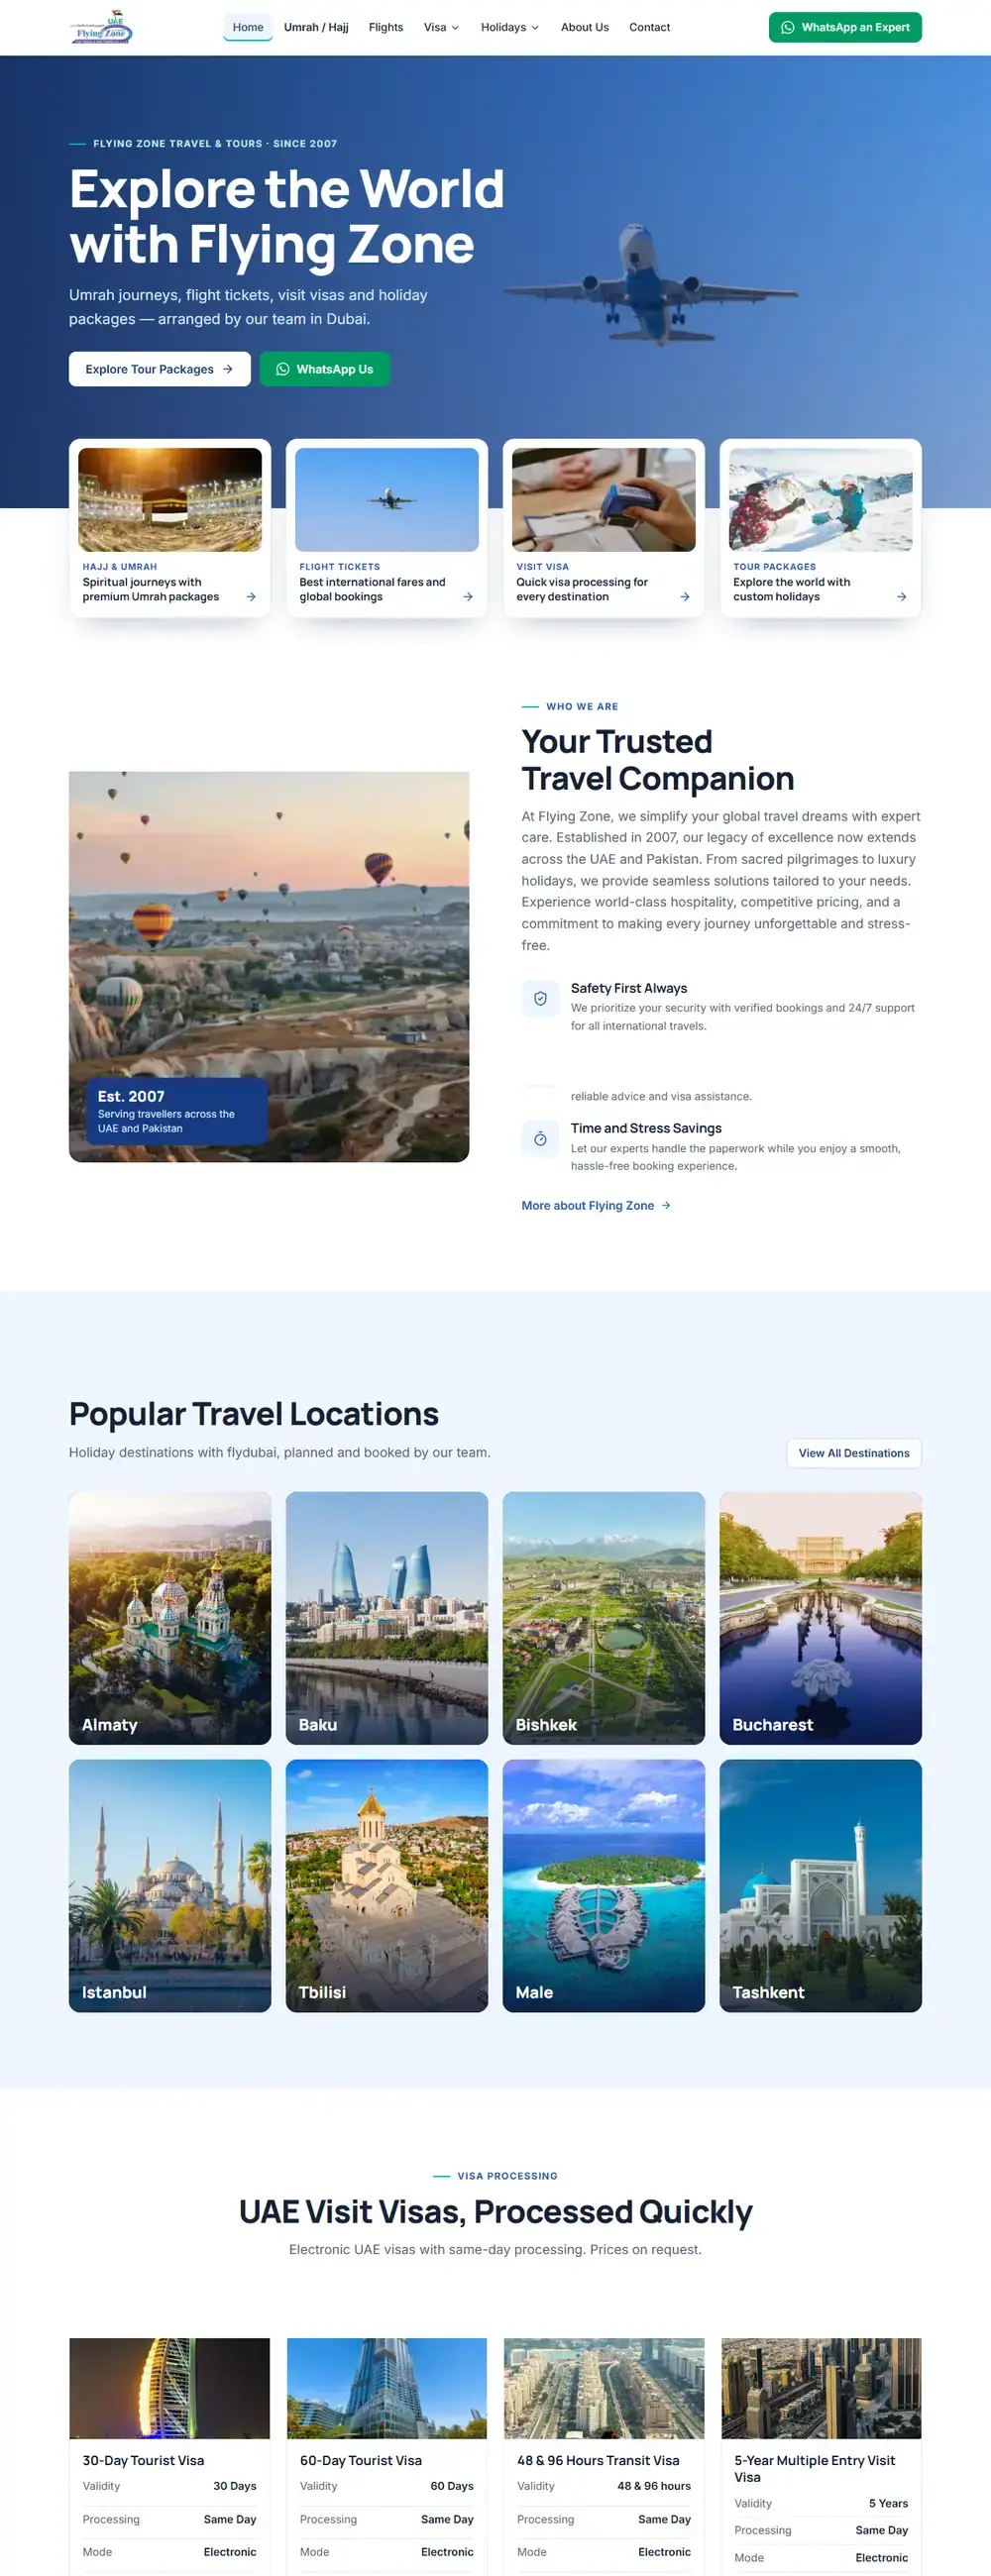 UAE
Flying Zone
Home
Umrah / Hajj
Flights
Visa
Holidays
About Us
Contact
WhatsApp an Expert
FLYING ZONE TRAVEL & TOURS · SINCE 2007
Explore the World
with Flying Zone
Umrah journeys, flight tickets, visit visas and holiday
packages — arranged by our team in Dubai.
Explore Tour Packages
WhatsApp Us
HAJJ & UMRAH
Spiritual journeys with
premium Umrah packages
FLIGHT TICKETS
Best international fares and
global bookings
VISIT VISA
Quick visa processing for
every destination
TOUR PACKAGES
Explore the world with
custom holidays
WHO WE ARE
Your Trusted
Travel Companion
At Flying Zone, we simplify your global travel dreams with expert
care. Established in 2007, our legacy of excellence now extends
across the UAE and Pakistan. From sacred pilgrimages to luxury
holidays, we provide seamless solutions tailored to your needs.
Experience world-class hospitality, competitive pricing, and a
commitment to making every journey unforgettable and stress-
free.
Safety First Always
We prioritize your security with verified bookings and 24/7 support
for all international travels.
reliable advice and visa assistance.
Time and Stress Savings
Let our experts handle the paperwork while you enjoy a smooth,
hassle-free booking experience.
More about Flying Zone
Est. 2007
Serving travellers across the
UAE and Pakistan
Popular Travel Locations
Holiday destinations with flydubai, planned and booked by our team.
View All Destinations
Almaty
Baku
Bishkek
Bucharest
Istanbul
Tbilisi
Male
Tashkent
VISA PROCESSING
UAE Visit Visas, Processed Quickly
Electronic UAE visas with same-day processing. Prices on request.
30-Day Tourist Visa
Validity 30 Days
Processing Same Day
Mode Electronic
60-Day Tourist Visa
Validity 60 Days
Processing Same Day
Mode Electronic
48 & 96 Hours Transit Visa
Validity 48 & 96 hours
Processing Same Day
Mode Electronic
5-Year Multiple Entry Visit
Visa
Validity 5 Years
Processing Same Day
Mode Electronic